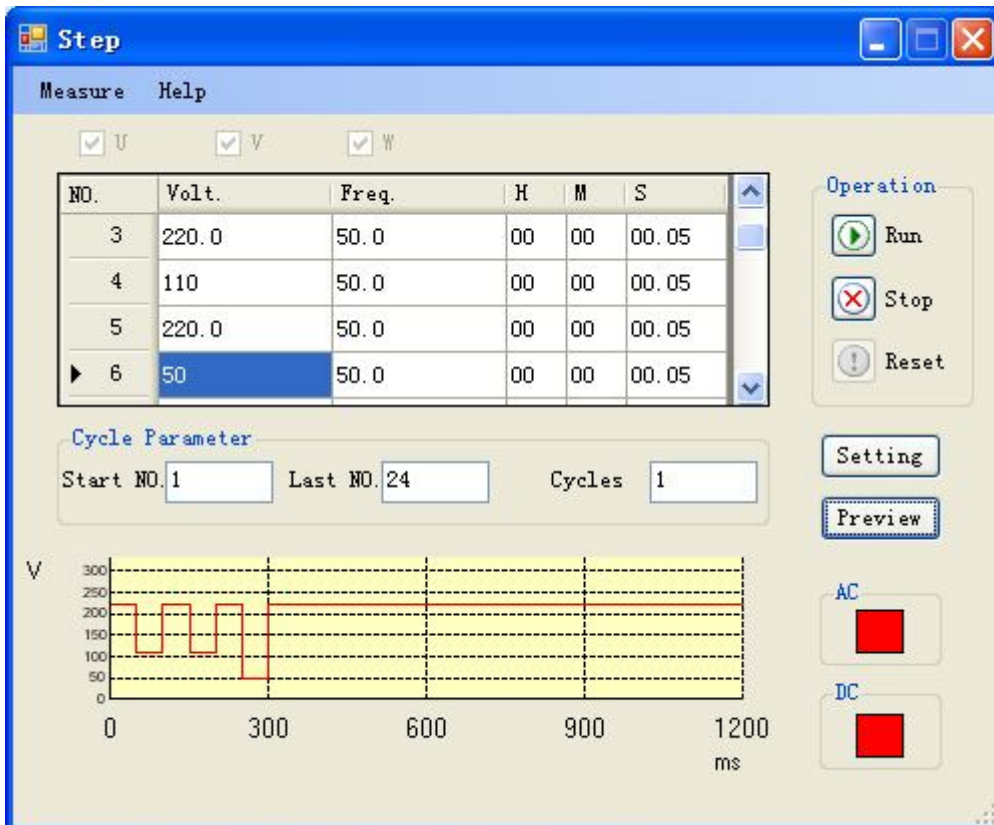 Step
Measure Help
U V W
NO. Volt. Freq. H M S
3 220.0 50.0 00 00 00.05
4 110 50.0 00 00 00.05
5 220.0 50.0 00 00 00.05
6 50 50.0 00 00 00.05
Operation
Run
Stop
Reset
Cycle Parameter
Start NO. 1 Last NO. 24 Cycles 1
Setting
Preview
V
300
250
200
150
100
50
0
0 300 600 900 1200
ms
AC
DC